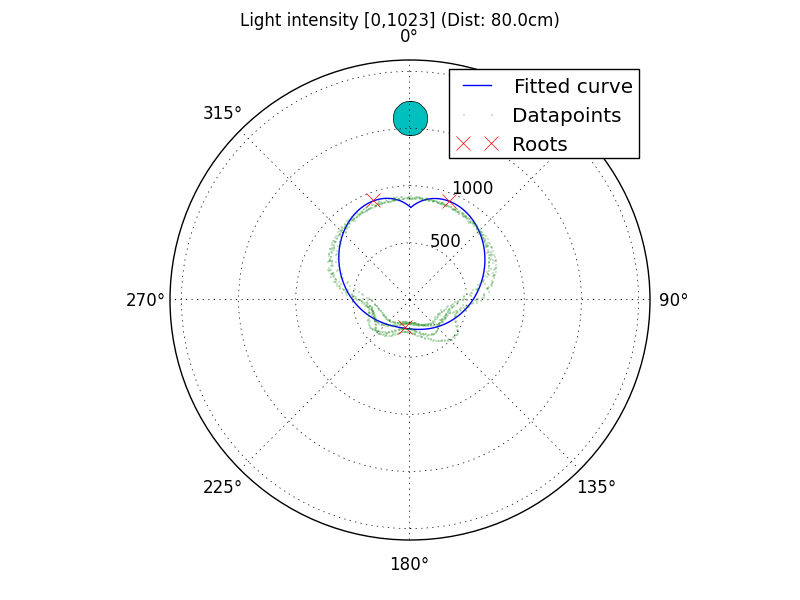 Light intensity [0,1023] (Dist: 80.0cm)
0°
Fitted curve
Datapoints
Roots
315°
1000
500
270°
90°
225°
135°
180°